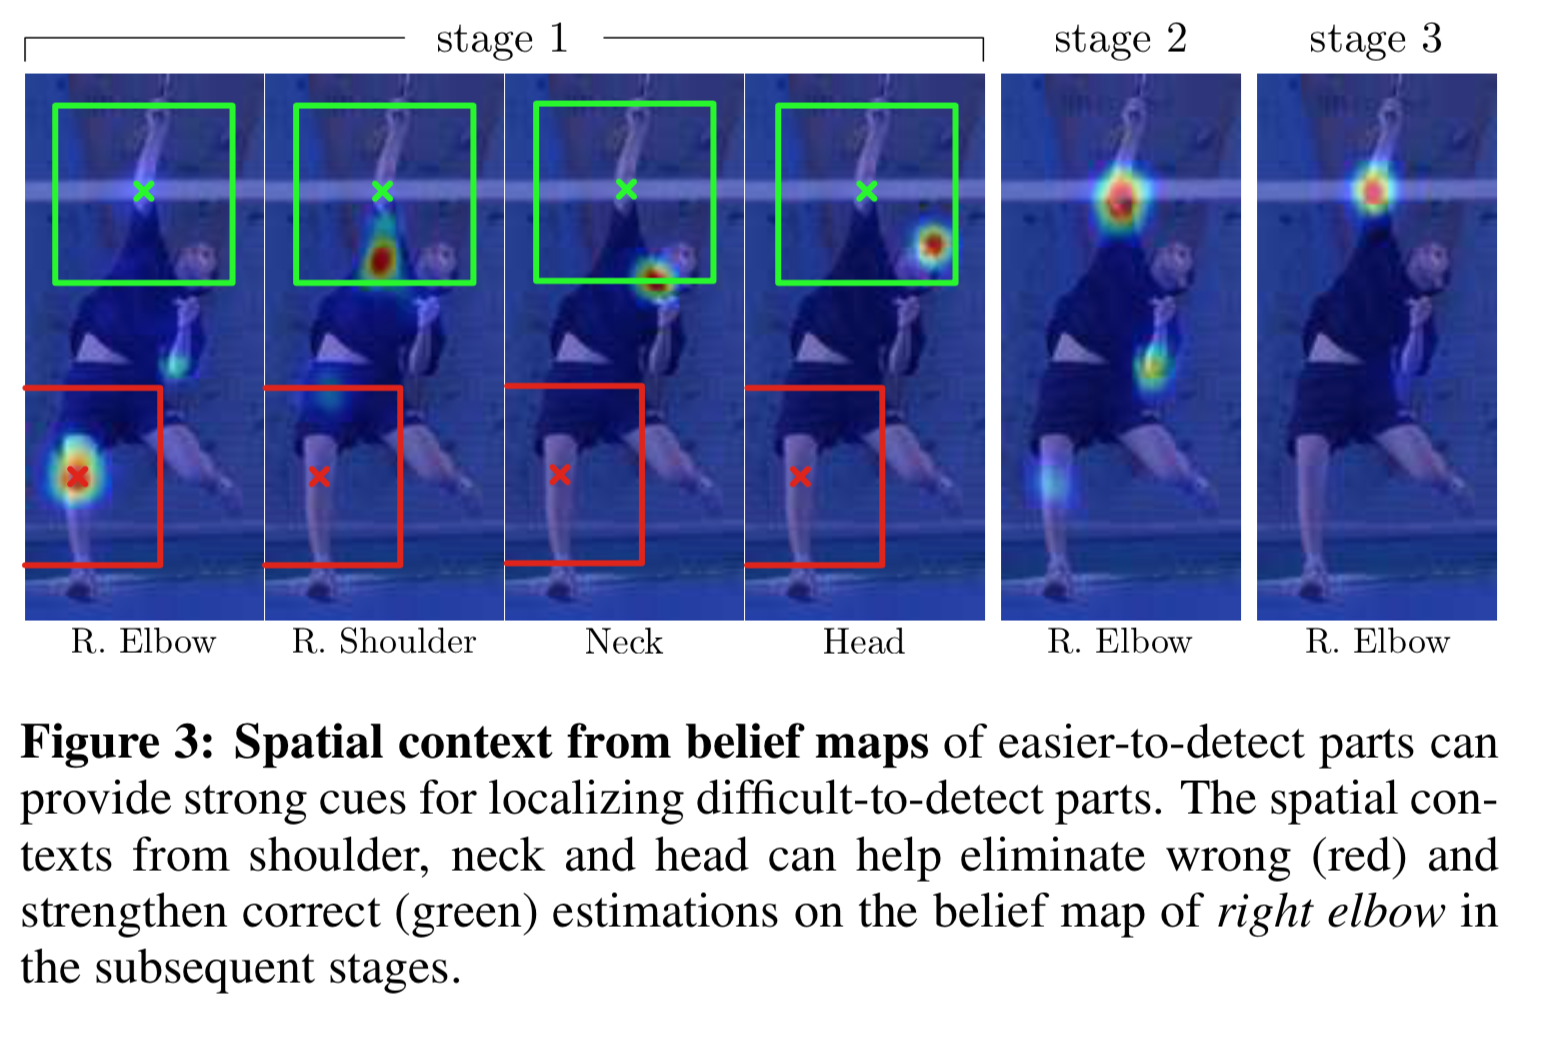 stage 1 stage 2 stage 3
R. Elbow R. Shoulder Neck Head R. Elbow R. Elbow
Figure 3: Spatial context from belief maps of easier-to-detect parts can
provide strong cues for localizing difficult-to-detect parts. The spatial con-
texts from shoulder, neck and head can help eliminate wrong (red) and
strengthen correct (green) estimations on the belief map of right elbow in
the subsequent stages.